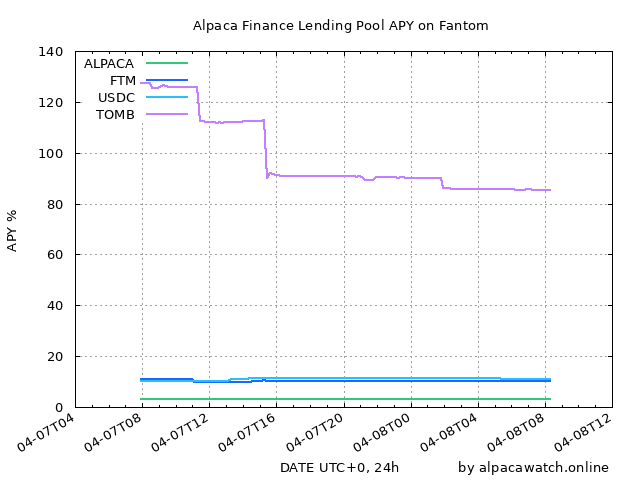 Alpaca Finance Lending Pool APY on Fantom
140
120
100
80
60
40
20
0
APY %
ALPACA
FTM
USDC
TOMB
04-07T04
04-07T08
04-07T12
04-07T16
04-07T20
04-08T00
04-08T04
04-08T08
04-08T12
DATE UTC+0, 24h
by alpacawatch.online